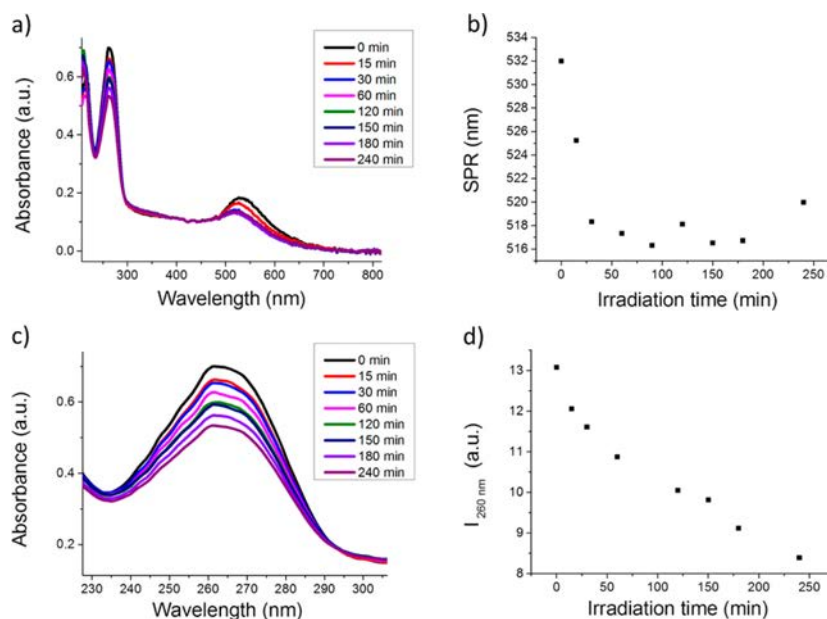 a)
Absorbance (a.u.)
0.6
0.4
0.2
0.0
300 400 500 600 700 800
Wavelength (nm)
0 min
15 min
30 min
60 min
120 min
150 min
180 min
240 min
b)
SPR (nm)
534
532
530
528
526
524
522
520
518
516
0 50 100 150 200 250
Irradiation time (min)
c)
Absorbance (a.u.)
0.6
0.4
0.2
230 240 250 260 270 280 290 300
Wavelength (nm)
0 min
15 min
30 min
60 min
120 min
150 min
180 min
240 min
d)
I 260 nm (a.u.)
13
12
11
10
9
8
0 50 100 150 200 250
Irradiation time (min)